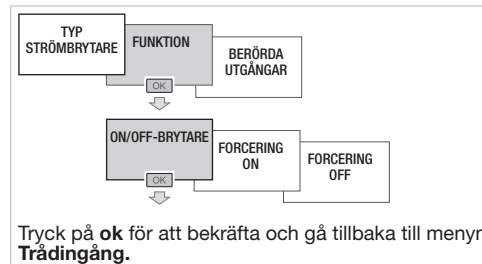 TYP
STRÖMBRYTARE
FUNKTION
BERÖRDA
UTGÅNGAR
OK
ON/OFF-BRYTARE
FORCERING
ON
FORCERING
OFF
OK
Tryck på ok för att bekräfta och gå tillbaka till menyn
Trådingång.